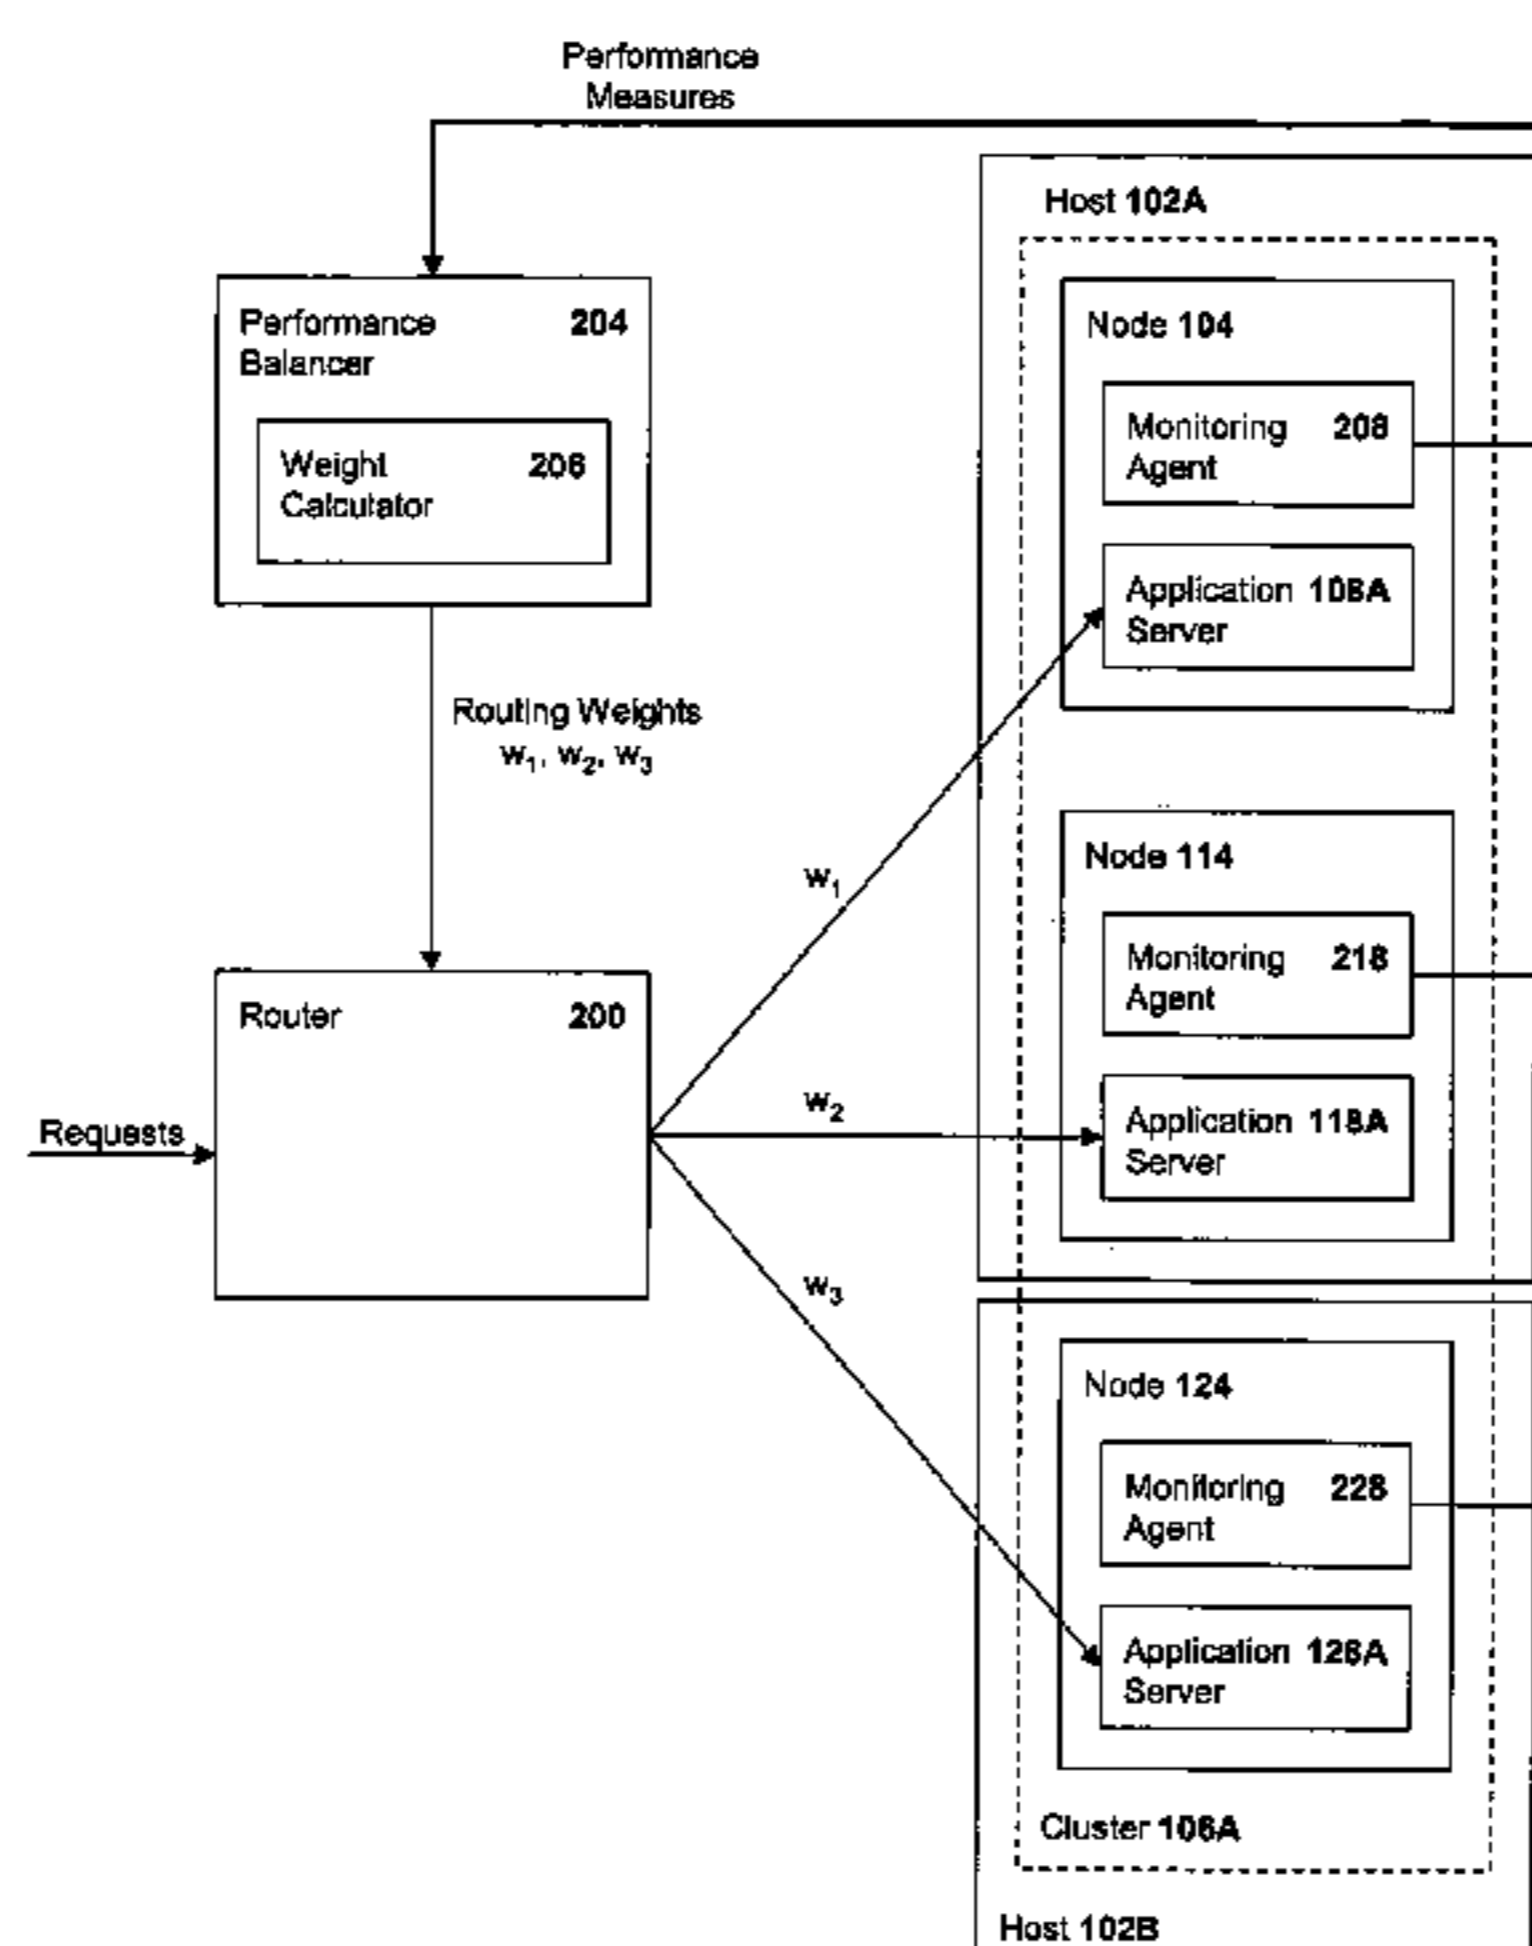 Performance
Measures
Host 102A
Performance 204
Balancer
Weight 206
Calculator
Node 104
Monitoring 208
Agent
Application 108A
Server
Routing Weights
w1, w2, w3
w1
Node 114
Monitoring 218
Agent
Router 200
Requests
w2
Application 118A
Server
w3
Node 124
Monitoring 228
Agent
Application 128A
Server
Cluster 106A
Host 102B